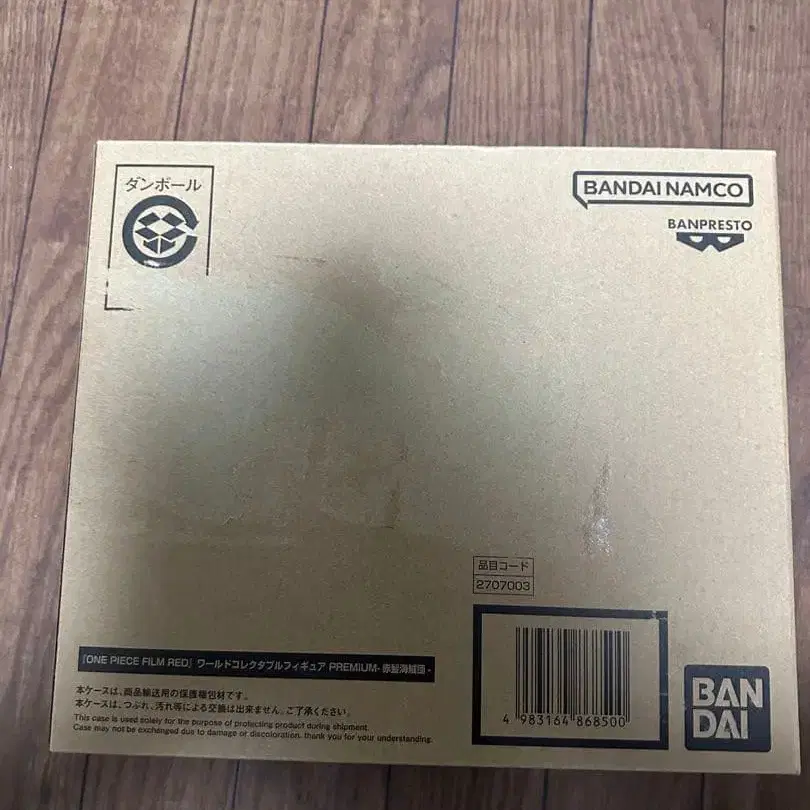 ダンボール
BANDAI NAMCO
BANPRESTO
品目コード
2707003
『ONE PIECE FILM RED』ワールドコレクタブルフィギュア PREMIUM- 赤髪海賊団 -
本ケースは、商品輸送用の保護梱包材です。
本ケースは、つぶれ、汚れ等による交換は出来ません。ご了承ください。
This case is used solely for the purpose of protecting product during shipment.
Case may not be exchanged due to damage or discoloration. thank you for your understanding.
4 983164 868500
BAN
DAI